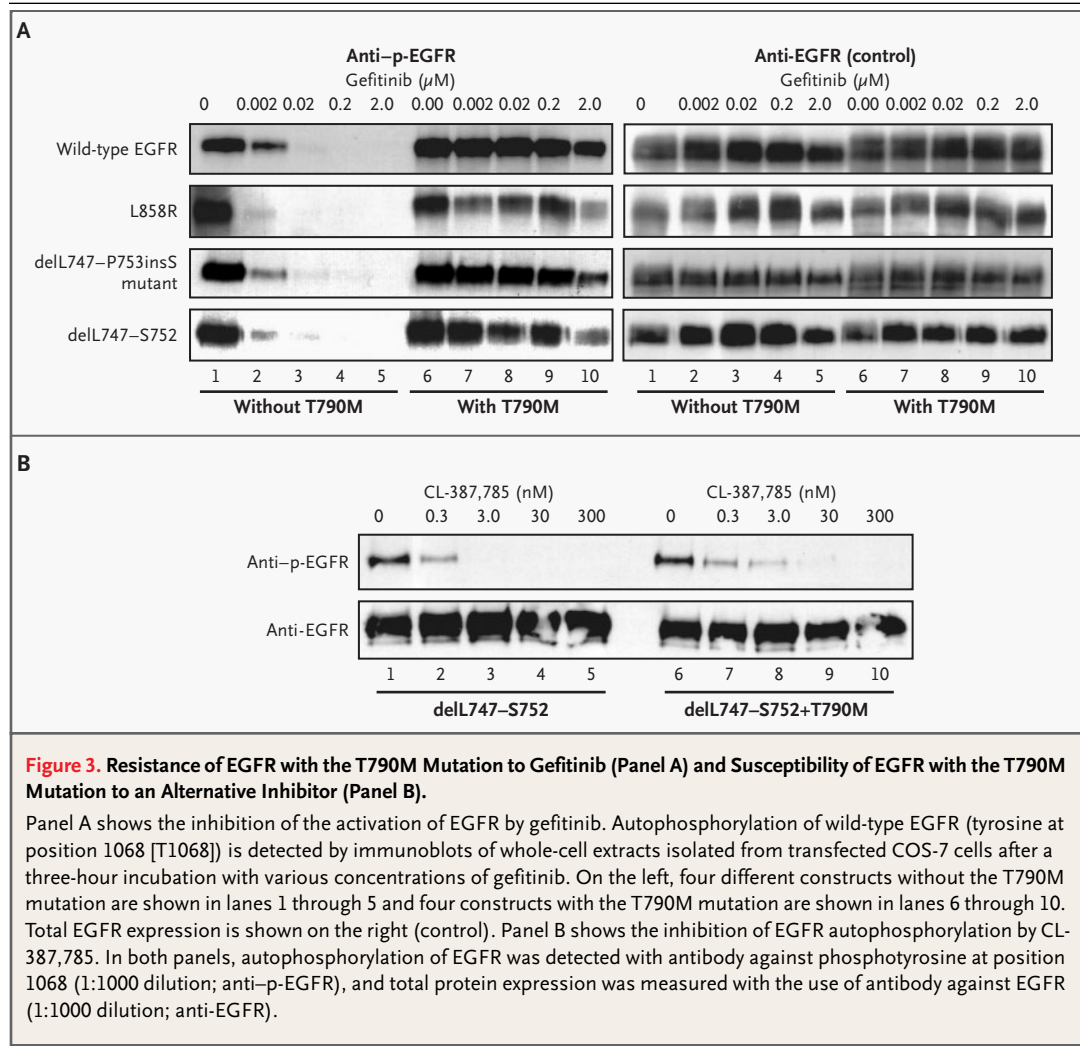 A
Anti–p-EGFR
Gefitinib (μM)
0 0.002 0.02 0.2 2.0 0.00 0.002 0.02 0.2 2.0
Anti-EGFR (control)
Gefitinib (μM)
0 0.002 0.02 0.2 2.0 0.00 0.002 0.02 0.2 2.0
Wild-type EGFR
L858R
delL747–P753insS
mutant
delL747–S752
1 2 3 4 5 6 7 8 9 10
Without T790M With T790M
1 2 3 4 5 6 7 8 9 10
Without T790M With T790M
B
CL-387,785 (nM) CL-387,785 (nM)
0 0.3 3.0 30 300 0 0.3 3.0 30 300
Anti–p-EGFR
Anti-EGFR
1 2 3 4 5 6 7 8 9 10
delL747–S752 delL747–S752+T790M
Figure 3. Resistance of EGFR with the T790M Mutation to Gefitinib (Panel A) and Susceptibility of EGFR with the T790M
Mutation to an Alternative Inhibitor (Panel B).
Panel A shows the inhibition of the activation of EGFR by gefitinib. Autophosphorylation of wild-type EGFR (tyrosine at
position 1068 [T1068]) is detected by immunoblots of whole-cell extracts isolated from transfected COS-7 cells after a
three-hour incubation with various concentrations of gefitinib. On the left, four different constructs without the T790M
mutation are shown in lanes 1 through 5 and four constructs with the T790M mutation are shown in lanes 6 through 10.
Total EGFR expression is shown on the right (control). Panel B shows the inhibition of EGFR autophosphorylation by CL-
387,785. In both panels, autophosphorylation of EGFR was detected with antibody against phosphotyrosine at position
1068 (1:1000 dilution; anti–p-EGFR), and total protein expression was measured with the use of antibody against EGFR
(1:1000 dilution; anti-EGFR).